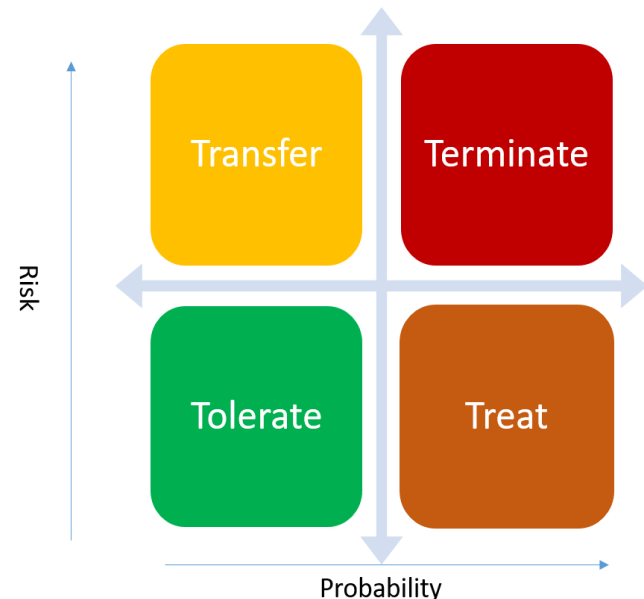 Transfer
Terminate
Risk
Tolerate
Treat
Probability